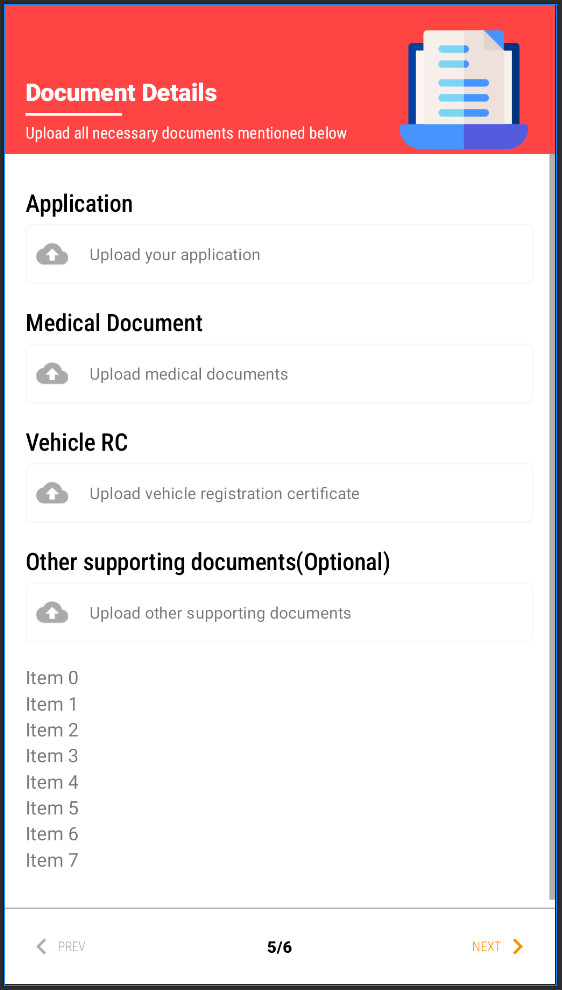 Document Details
Upload all necessary documents mentioned below
Application
Upload your application
Medical Document
Upload medical documents
Vehicle RC
Upload vehicle registration certificate
Other supporting documents(Optional)
Upload other supporting documents
Item 0
Item 1
Item 2
Item 3
Item 4
Item 5
Item 6
Item 7
PREV 5/6 NEXT